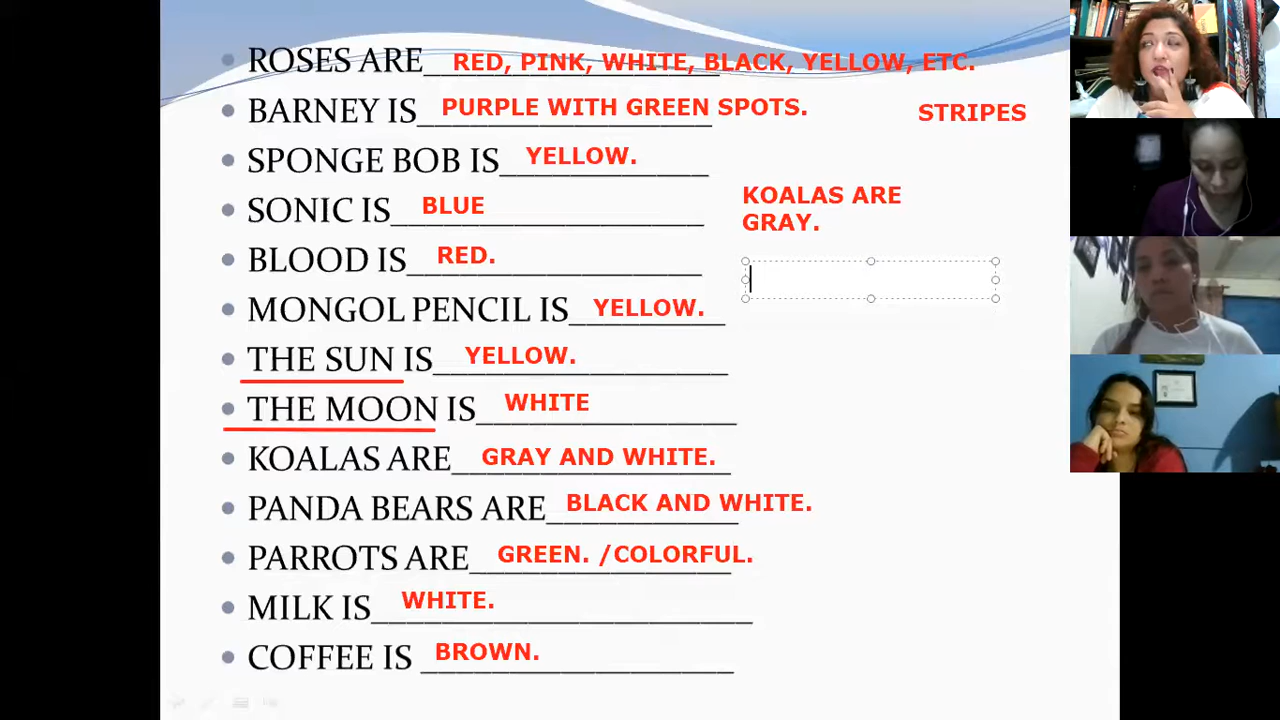 ROSES ARE RED, PINK, WHITE, BLACK, YELLOW, ETC.
BARNEY IS PURPLE WITH GREEN SPOTS. STRIPES
SPONGE BOB IS YELLOW.
SONIC IS BLUE
KOALAS ARE
GRAY.
BLOOD IS RED.
MONGOL PENCIL IS YELLOW.
THE SUN IS YELLOW.
THE MOON IS WHITE
KOALAS ARE GRAY AND WHITE.
PANDA BEARS ARE BLACK AND WHITE.
PARROTS ARE GREEN. /COLORFUL.
MILK IS WHITE.
COFFEE IS BROWN.